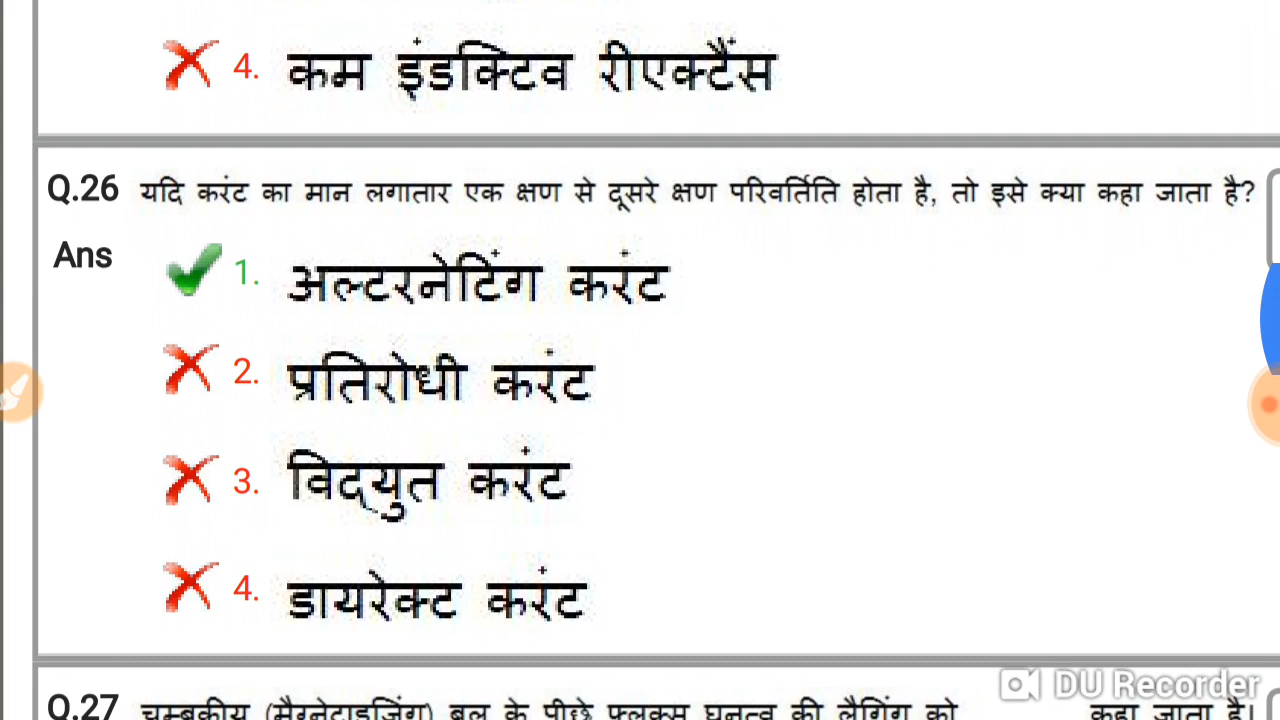 4. कम इंडक्टिव रीएक्टैंस
Q.26 यदि करंट का मान लगातार एक क्षण से दूसरे क्षण परिवर्तिति होता है, तो इसे क्या कहा जाता है?
Ans 1. अल्टरनेटिंग करंट
2. प्रतिरोधी करंट
3. विद्युत करंट
4. डायरेक्ट करंट
DU Recorder
Q.27 चुम्बकीय (मैग्नेटाइजिंग) बल के पीछे फ्लक्स घनत्व की लैगिंग को कहा जाता है।